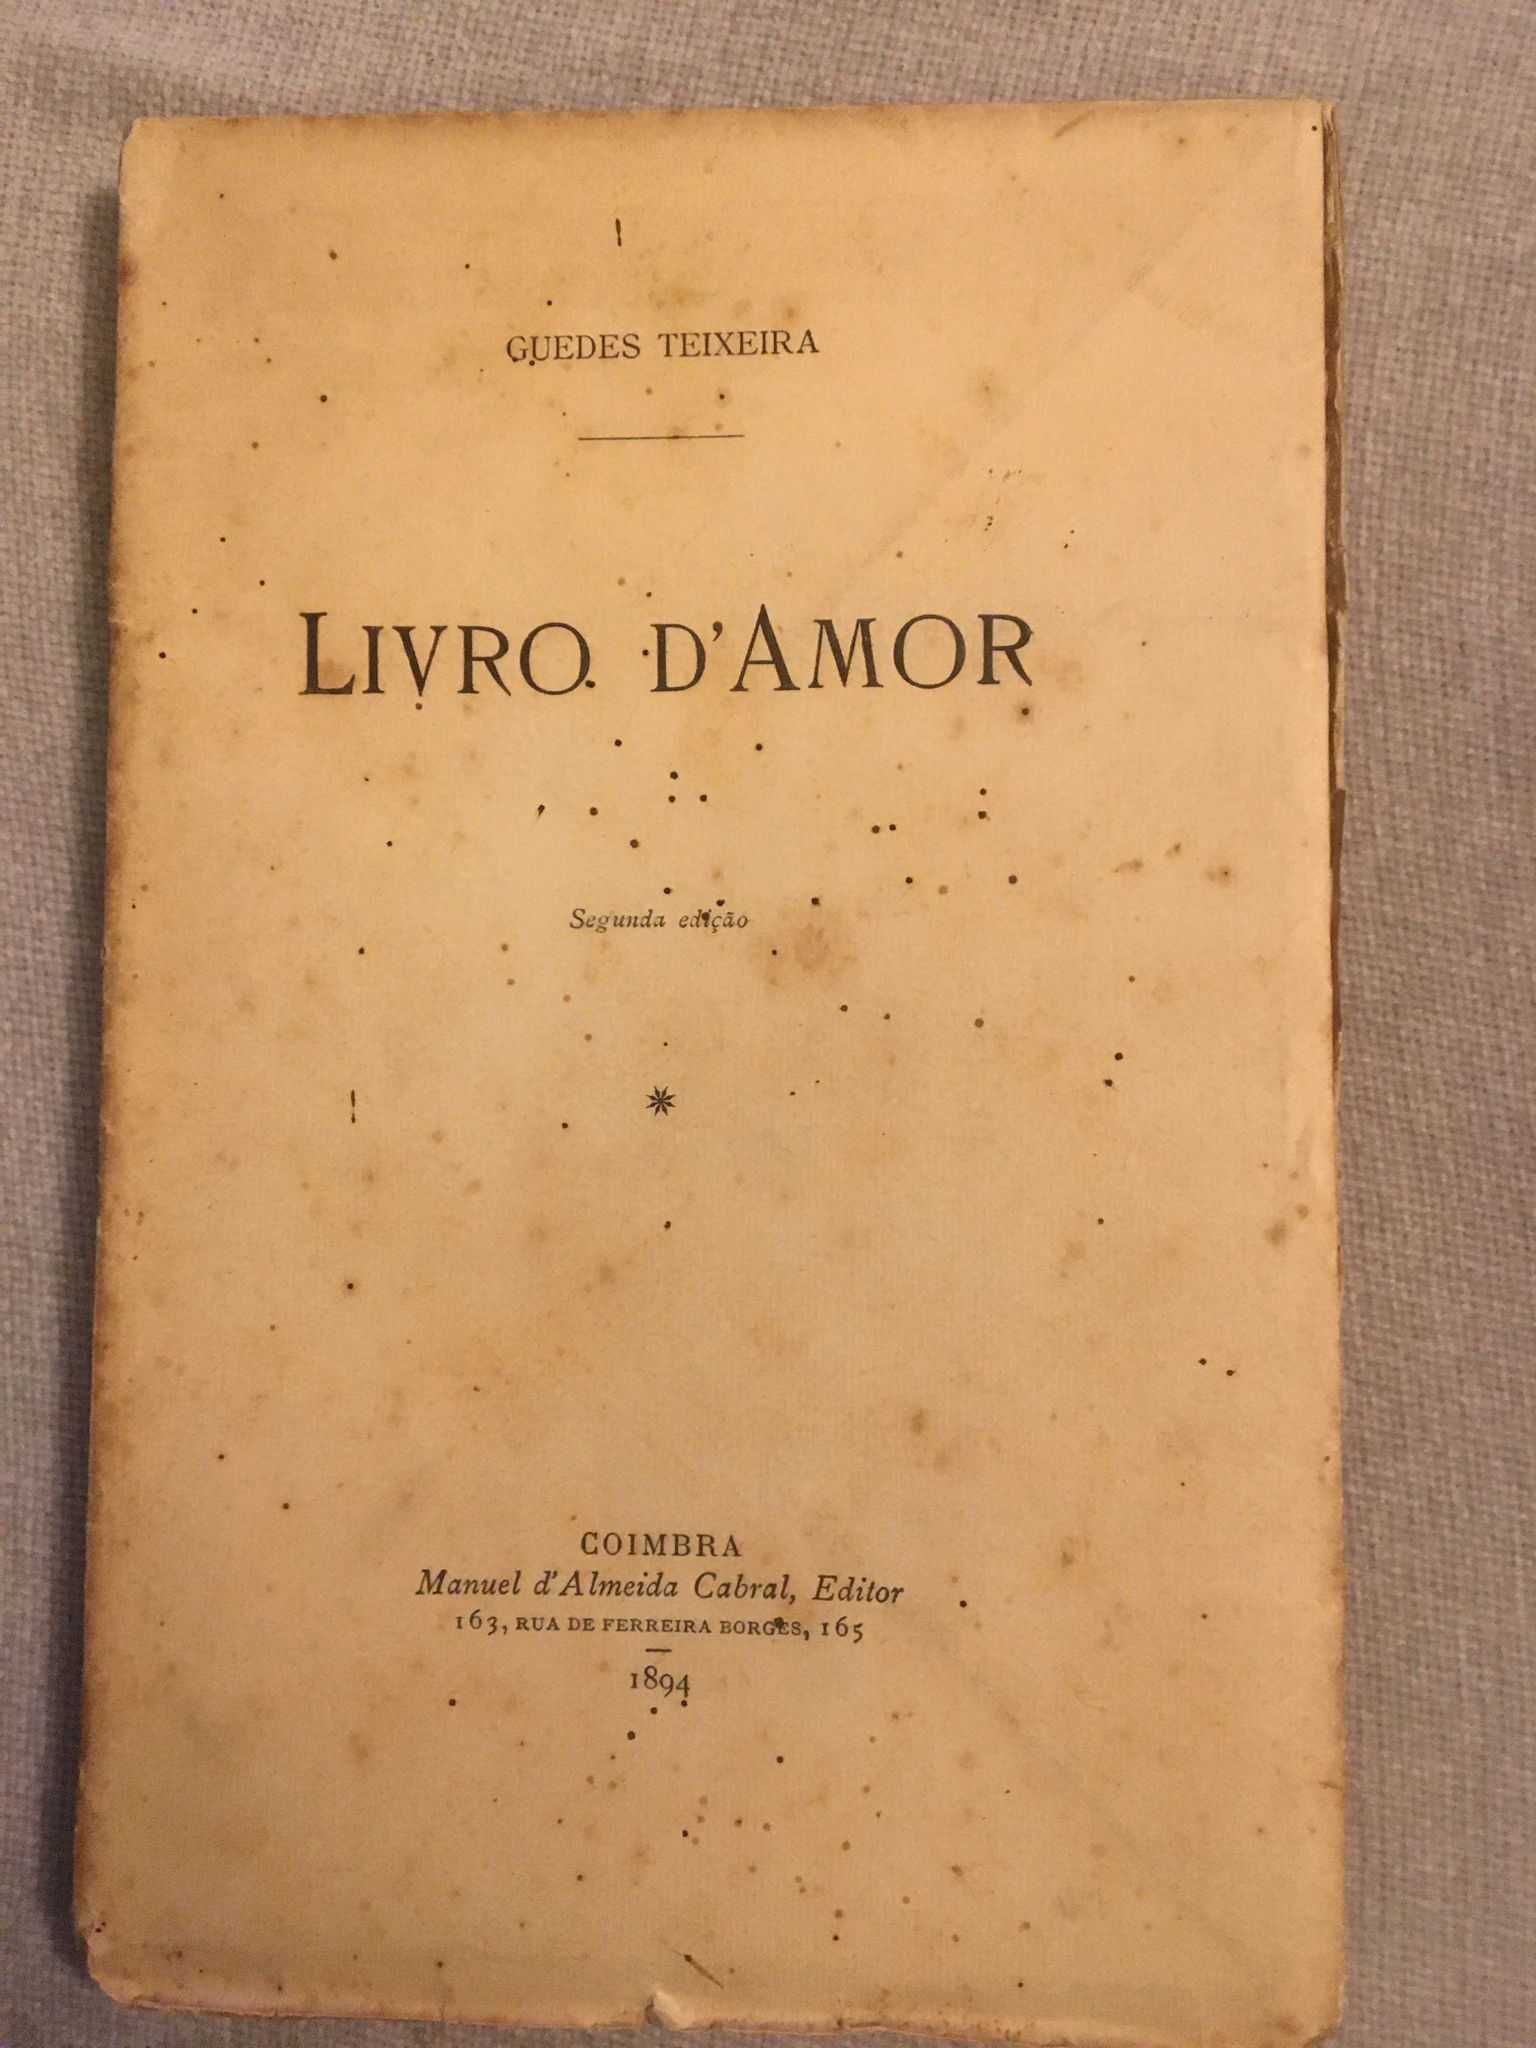 GUEDES TEIXEIRA
LIVRO D'AMOR
Segunda edição
COIMBRA
Manuel d'Almeida Cabral, Editor
163, RUA DE FERREIRA BORGES, 165
1894